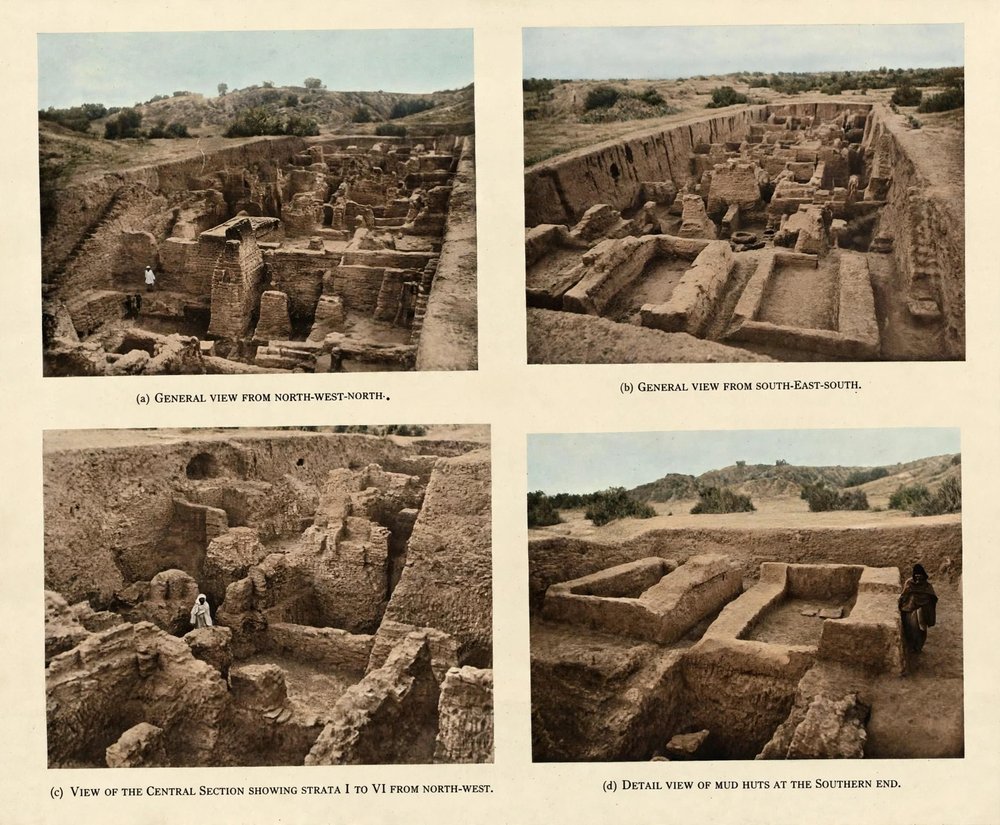 (a) GENERAL VIEW FROM NORTH-WEST-NORTH.
(b) GENERAL VIEW FROM SOUTH-EAST-SOUTH.
(c) VIEW OF THE CENTRAL SECTION SHOWING STRATA I TO VI FROM NORTH-WEST.
(d) DETAIL VIEW OF MUD HUTS AT THE SOUTHERN END.